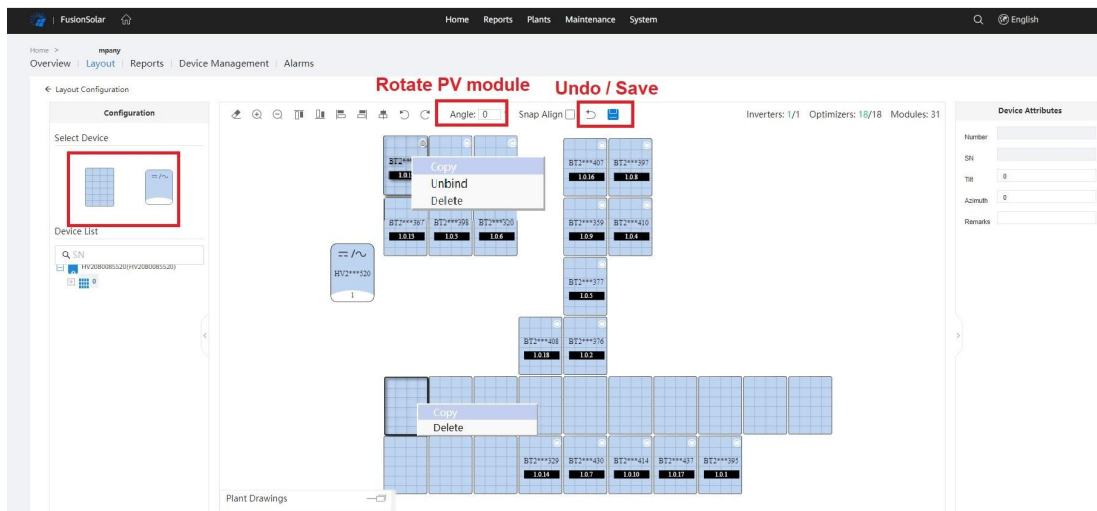 FusionSolar
Home Reports Plants Maintenance System
English
Home > mpany
Overview Layout Reports Device Management Alarms
Rotate PV module
Undo / Save
Layout Configuration
Configuration
Angle: 0
Snap Align
Inverters: 1/1 Optimizers: 18/18 Modules: 31
Device Attributes
Select Device
Number
SN
Tilt 0
Azimuth 0
Remarks
Copy
Unbind
Delete
BT2***407 BT2***397
1.0.16 1.0.8
BT2***367 BT2***398 BT2***320
1.0.13 1.0.3 1.0.6
BT2***359 BT2***410
1.0.9 1.0.4
Device List
SN
HV2080085520(HV2080085520)
0
HV2***520
1
BT2***377
1.0.5
BT2***408 BT2***376
1.0.18 1.0.2
Copy
Delete
BT2***329 BT2***430 BT2***414 BT2***437 BT2***395
1.0.14 1.0.7 1.0.10 1.0.17 1.0.1
Plant Drawings